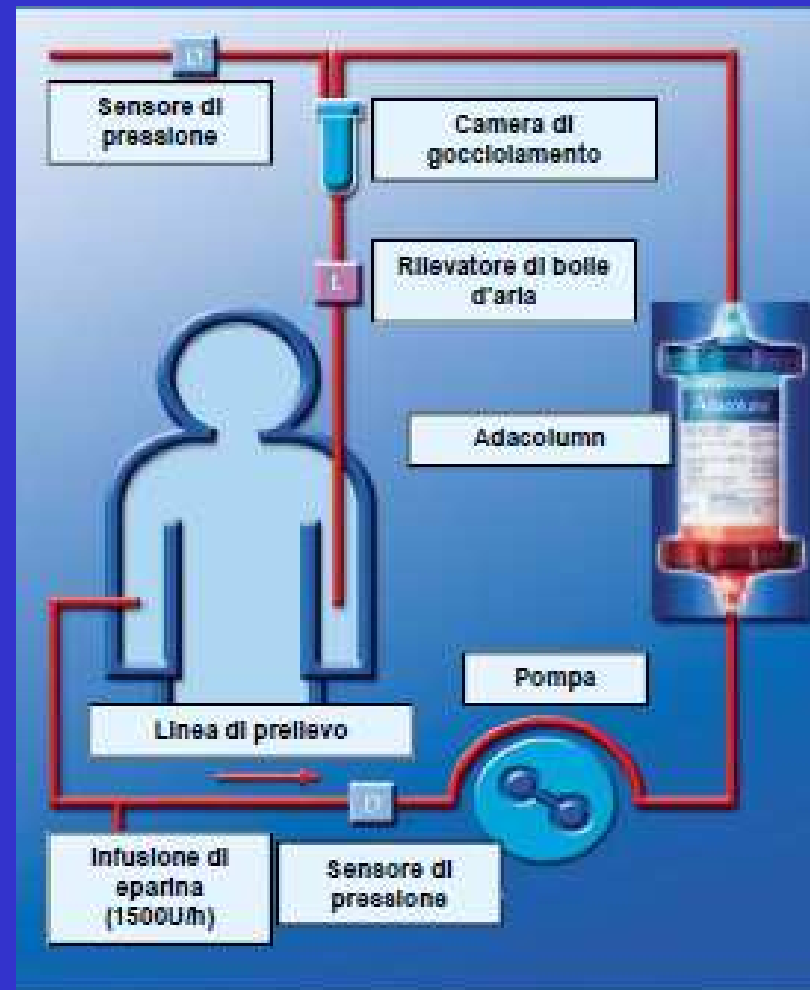 Sensore di
pressione
Camera di
gocciolamento
Rilevatore di bolle
d'aria
Adacolumn
Pompa
Linea di prelievo
Infusione di
eparina
(1500U/h)
Sensore di
pressione